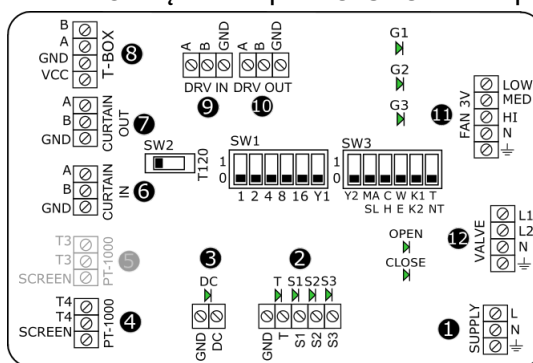 B
A
GND
VCC
T-BOX
8
A
B
GND
DRV IN
9
A
B
GND
DRV OUT
10
G1
G2
G3
LOW
MED
HI
N
FAN 3V
11
A
B
GND
CURTAIN
OUT
7
SW2
T120
SW1
1
0
1 2 4 8 16 Y1
SW3
1
0
Y2 MA C W K1 T
SL H E K2 NT
A
B
GND
CURTAIN
IN
6
OPEN
CLOSE
L1
L2
N
VALVE
12
T3
T3
SCREEN
PT-1000
5
3
DC
GND
DC
2
T S1 S2 S3
GND
T
S1
S2
S3
T4
T4
SCREEN
PT-1000
4
1
SUPPLY
L
N